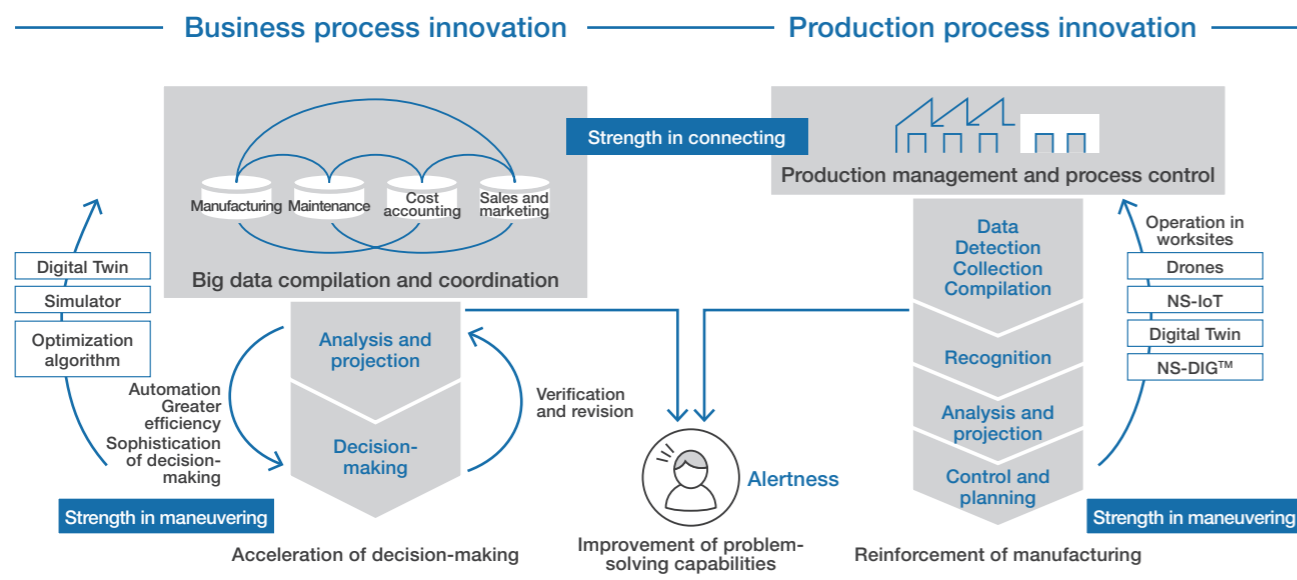 Business process innovation
Production process innovation
Strength in connecting
Manufacturing
Maintenance
Cost
accounting
Sales and
marketing
Big data compilation and coordination
Production management and process control
Digital Twin
Simulator
Optimization
algorithm
Analysis and
projection
Decision-
making
Automation
Greater
efficiency
Sophistication
of decision-
making
Verification
and revision
Strength in maneuvering
Acceleration of decision-making
Alertness
Improvement of problem-
solving capabilities
Data
Detection
Collection
Compilation
Recognition
Analysis and
projection
Control and
planning
Operation in
worksites
Drones
NS-IoT
Digital Twin
NS-DIG™
Strength in maneuvering
Reinforcement of manufacturing